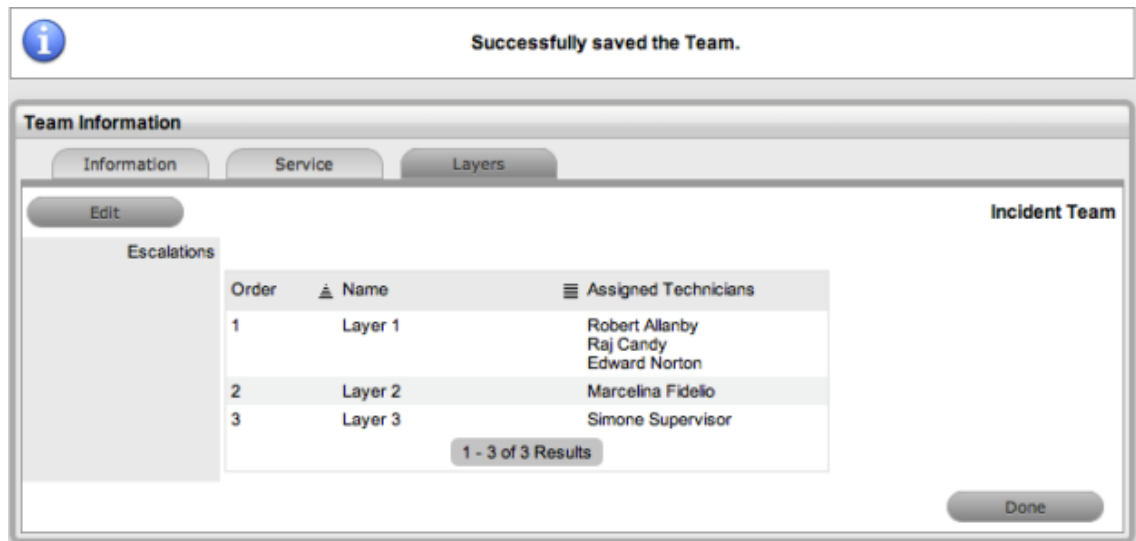 Successfully saved the Team.
Team Information
Information Service Layers
Edit Incident Team
Escalations
Order Name Assigned Technicians
1 Layer 1 Robert Allanby
Raj Candy
Edward Norton
2 Layer 2 Marcelina Fidelio
3 Layer 3 Simone Supervisor
1 - 3 of 3 Results
Done